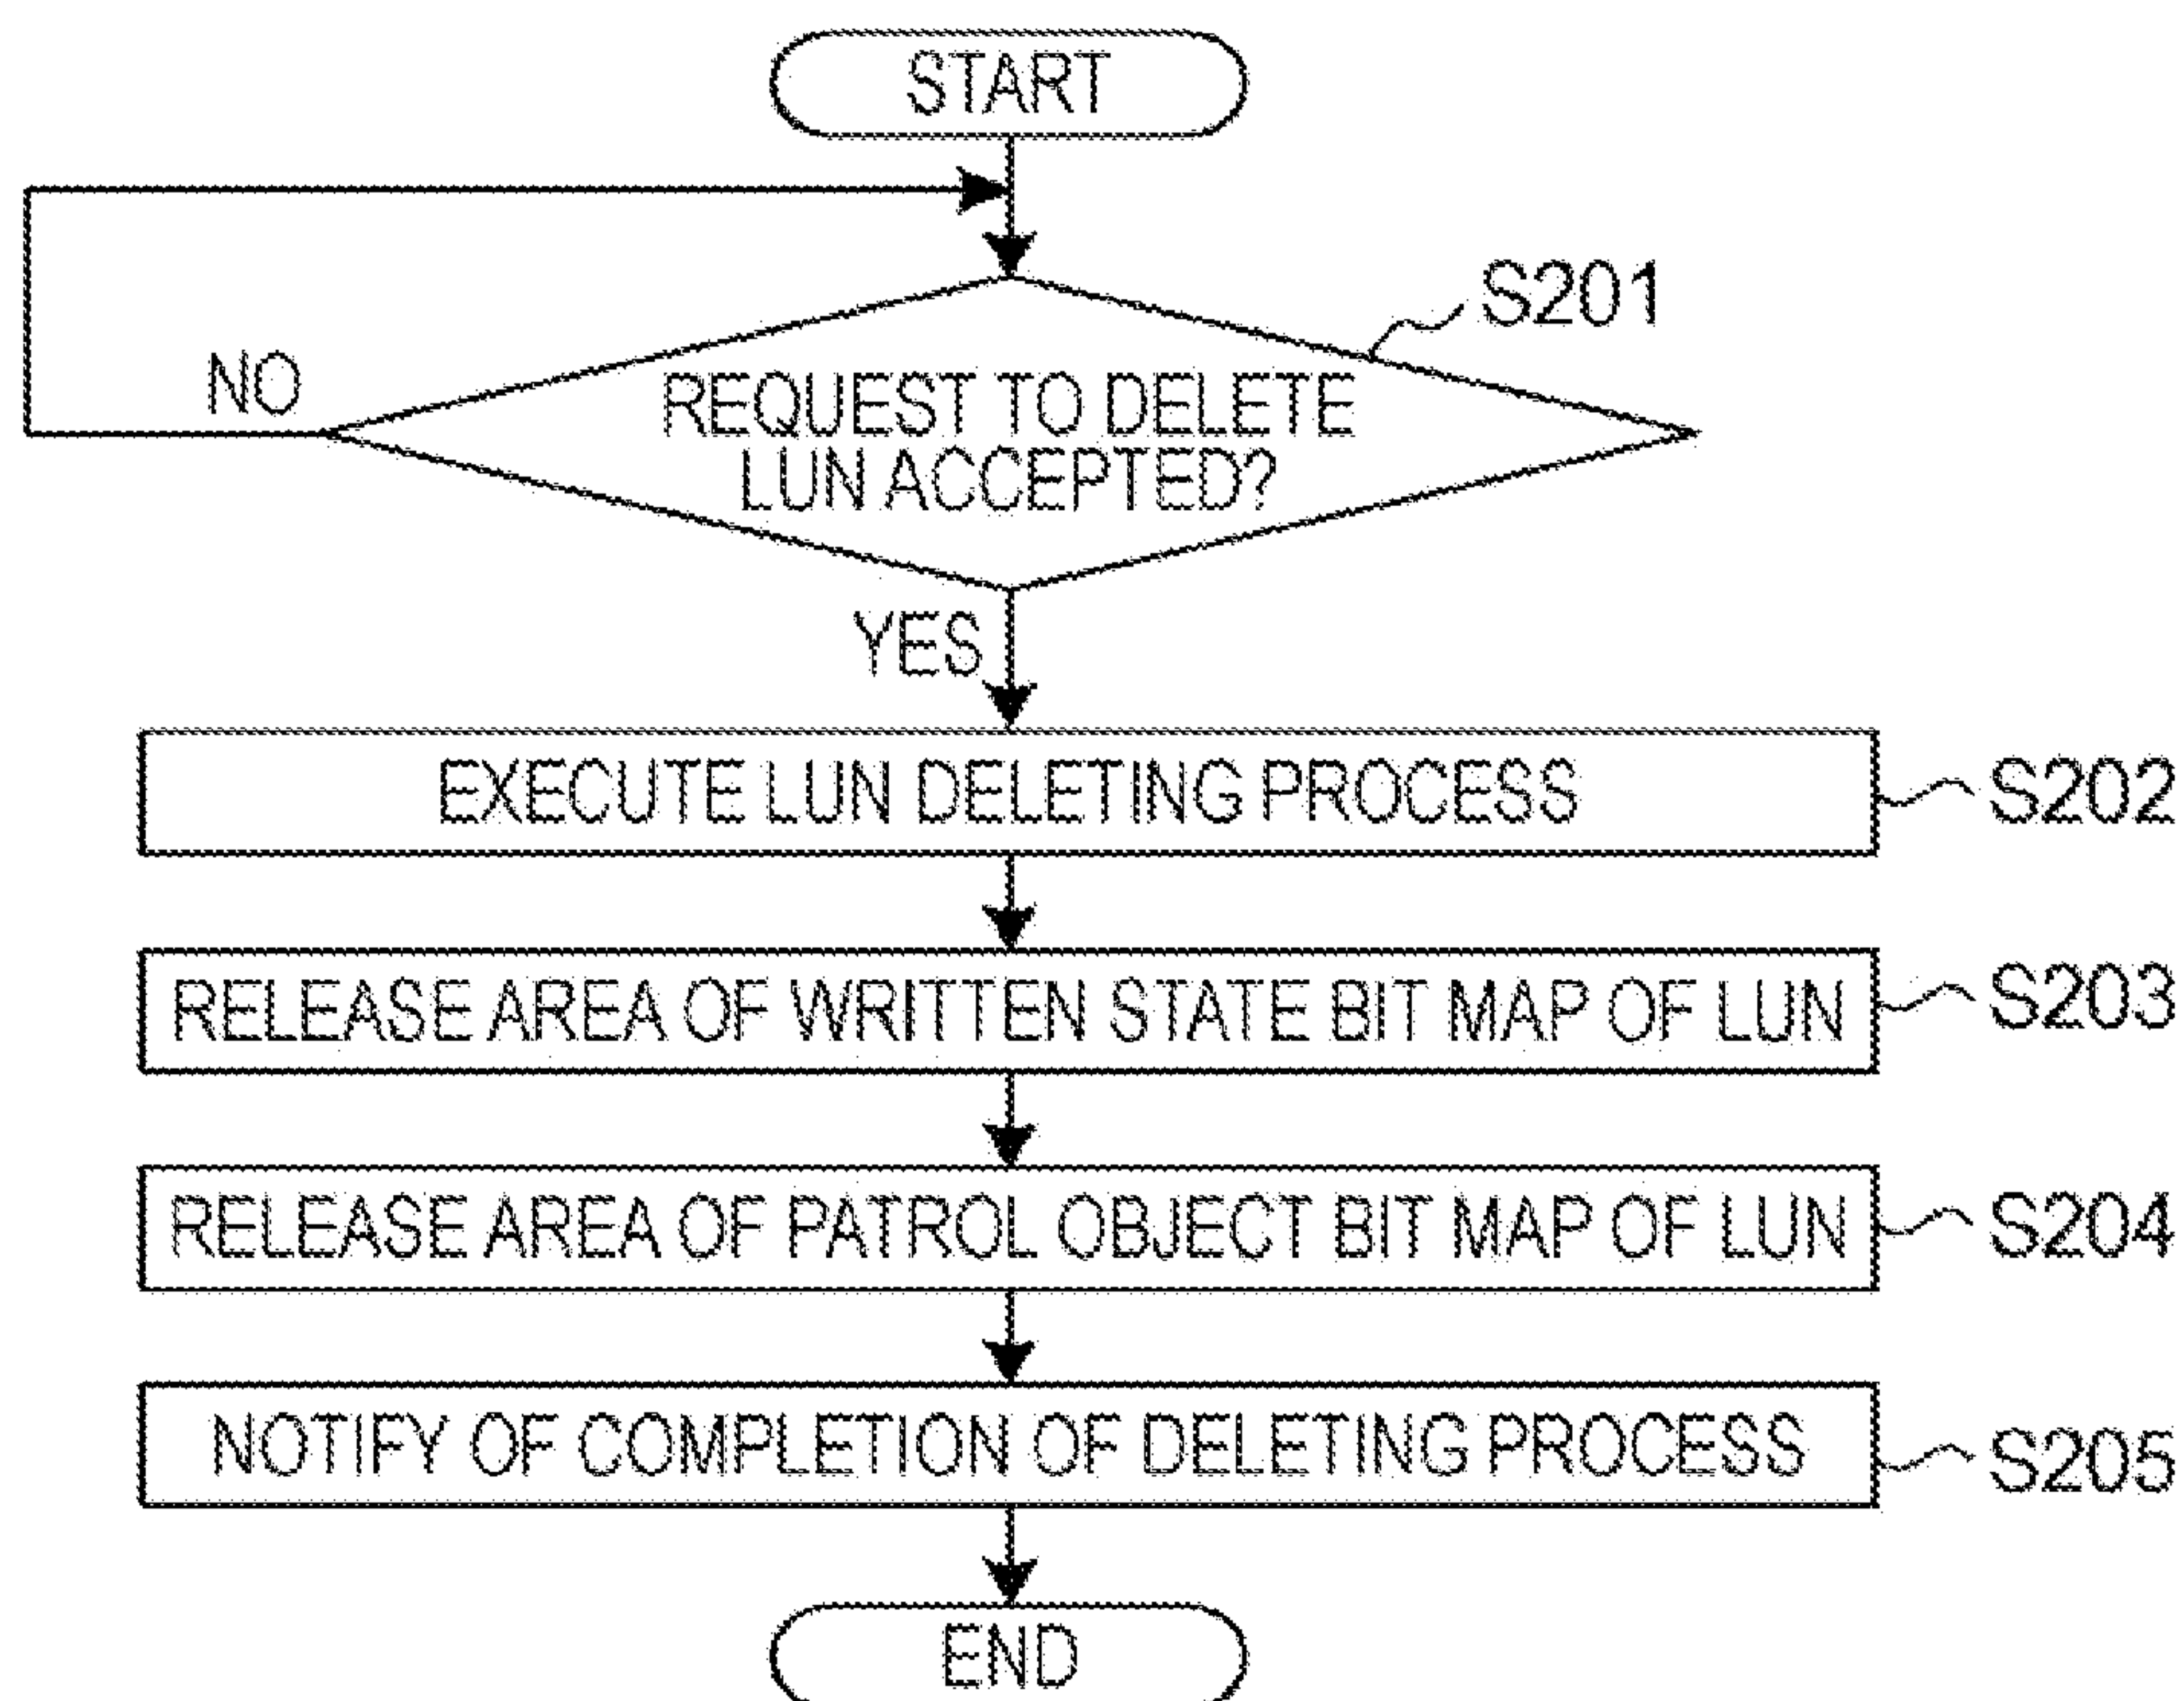 START
S201
NO
REQUEST TO DELETE
LUN ACCEPTED?
YES
EXECUTE LUN DELETING PROCESS
S202
RELEASE AREA OF WRITTEN STATE BIT MAP OF LUN
S203
RELEASE AREA OF PATROL OBJECT BIT MAP OF LUN
S204
NOTIFY OF COMPLETION OF DELETING PROCESS
S205
END